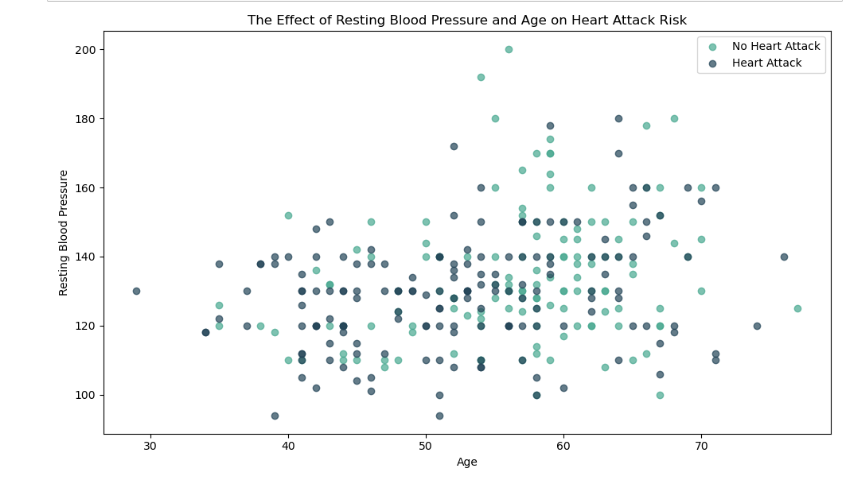 The Effect of Resting Blood Pressure and Age on Heart Attack Risk
No Heart Attack
Heart Attack
200
180
160
140
120
100
Resting Blood Pressure
30 40 50 60 70
Age